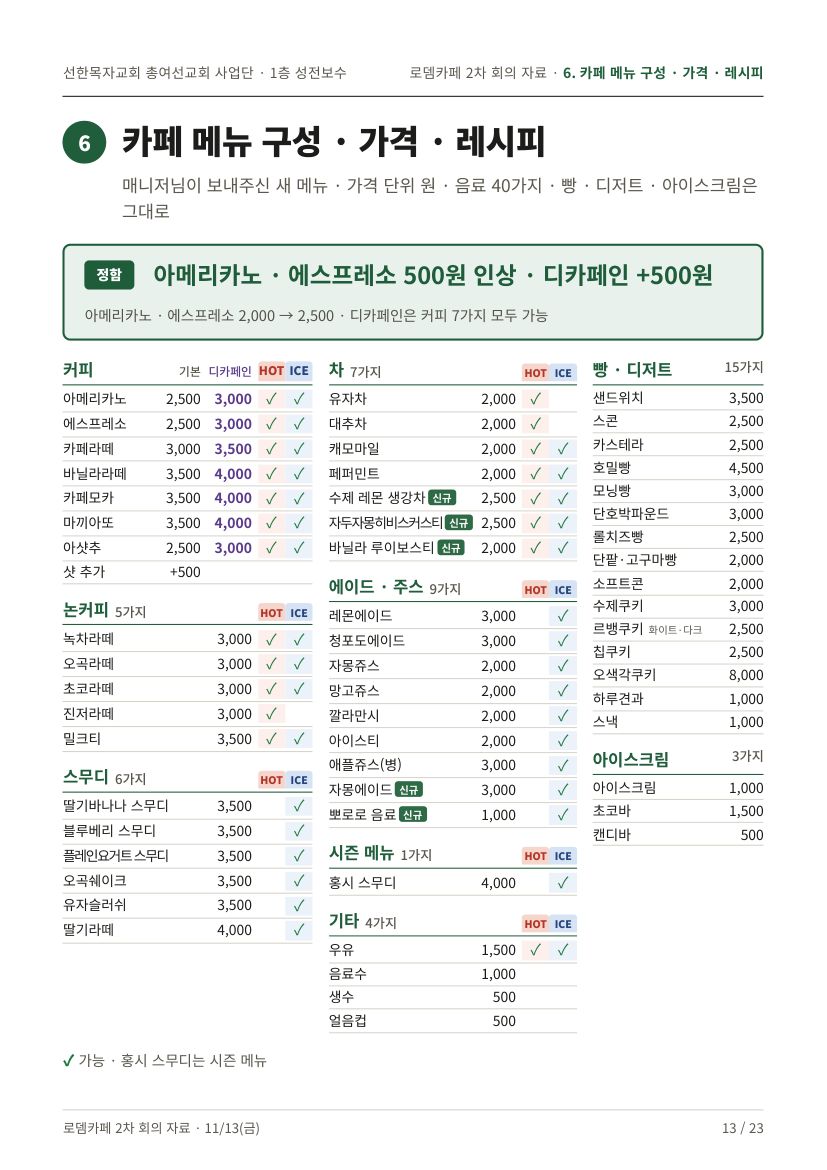 선한목자교회 총여선교회 사업단 · 1층 성전보수
로뎀카페 2차 회의 자료 · 6. 카페 메뉴 구성 · 가격 · 레시피
6 카페 메뉴 구성 · 가격 · 레시피
매니저님이 보내주신 새 메뉴 · 가격 단위 원 · 음료 40가지 · 빵 · 디저트 · 아이스크림은
그대로
정함 아메리카노 · 에스프레소 500원 인상 · 디카페인 +500원
아메리카노 · 에스프레소 2,000 → 2,500 · 디카페인은 커피 7가지 모두 가능
커피 기본 디카페인 HOT ICE
아메리카노 2,500 3,000 ✓ ✓
에스프레소 2,500 3,000 ✓ ✓
카페라떼 3,000 3,500 ✓ ✓
바닐라라떼 3,500 4,000 ✓ ✓
카페모카 3,500 4,000 ✓ ✓
마끼아또 3,500 4,000 ✓ ✓
아샷추 2,500 3,000 ✓ ✓
샷 추가 +500
논커피 5가지 HOT ICE
녹차라떼 3,000 ✓ ✓
오곡라떼 3,000 ✓ ✓
초코라떼 3,000 ✓ ✓
진저라떼 3,000 ✓
밀크티 3,500 ✓ ✓
스무디 6가지 HOT ICE
딸기바나나 스무디 3,500 ✓
블루베리 스무디 3,500 ✓
플레인요거트 스무디 3,500 ✓
오곡쉐이크 3,500 ✓
유자슬러쉬 3,500 ✓
딸기라떼 4,000 ✓
차 7가지 HOT ICE
유자차 2,000 ✓
대추차 2,000 ✓
캐모마일 2,000 ✓ ✓
페퍼민트 2,000 ✓ ✓
수제 레몬 생강차 신규 2,500 ✓ ✓
자두자몽히비스커스티 신규 2,500 ✓ ✓
바닐라 루이보스티 신규 2,000 ✓ ✓
에이드 · 주스 9가지 HOT ICE
레몬에이드 3,000 ✓
청포도에이드 3,000 ✓
자몽쥬스 2,000 ✓
망고쥬스 2,000 ✓
깔라만시 2,000 ✓
아이스티 2,000 ✓
애플쥬스(병) 3,000 ✓
자몽에이드 신규 3,000 ✓
뽀로로 음료 신규 1,000 ✓
시즌 메뉴 1가지 HOT ICE
홍시 스무디 4,000 ✓
기타 4가지 HOT ICE
우유 1,500 ✓ ✓
음료수 1,000
생수 500
얼음컵 500
빵 · 디저트 15가지
샌드위치 3,500
스콘 2,500
카스테라 2,500
호밀빵 4,500
모닝빵 3,000
단호박파운드 3,000
롤치즈빵 2,500
단팥·고구마빵 2,000
소프트콘 2,000
수제쿠키 3,000
르뱅쿠키 화이트·다크 2,500
칩쿠키 2,500
오색각쿠키 8,000
하루견과 1,000
스낵 1,000
아이스크림 3가지
아이스크림 1,000
초코바 1,500
캔디바 500
✓ 가능 · 홍시 스무디는 시즌 메뉴
로뎀카페 2차 회의 자료 · 11/13(금)
13 / 23